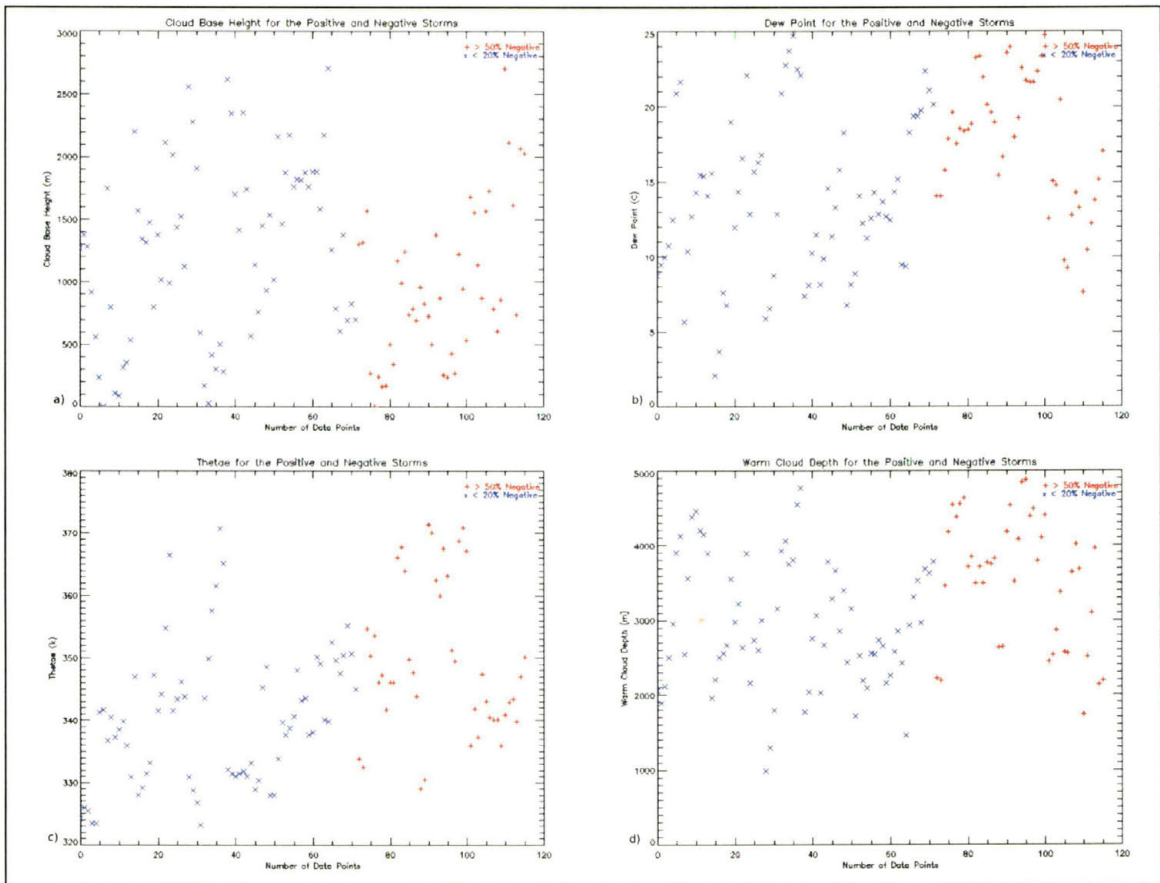 Cloud Base Height for the Positive and Negative Storms
+ > 50% Negative
× < 20% Negative
3000
2500
2000
1500
1000
500
0
Cloud Base Height (m)
a)
0 20 40 60 80 100 120
Number of Data Points
Dew Point for the Positive and Negative Storms
+ > 50% Negative
× < 20% Negative
25
20
15
10
5
0
Dew Point (C)
b)
0 20 40 60 80 100 120
Number of Data Points
Thetae for the Positive and Negative Storms
+ > 50% Negative
× < 20% Negative
380
370
360
350
340
330
320
Thetae (k)
c)
0 20 40 60 80 100 120
Number of Data Points
Warm Cloud Depth for the Positive and Negative Storms
+ > 50% Negative
× < 20% Negative
5000
4000
3000
2000
1000
0
Warm Cloud Depth (m)
d)
0 20 40 60 80 100 120
Number of Data Points